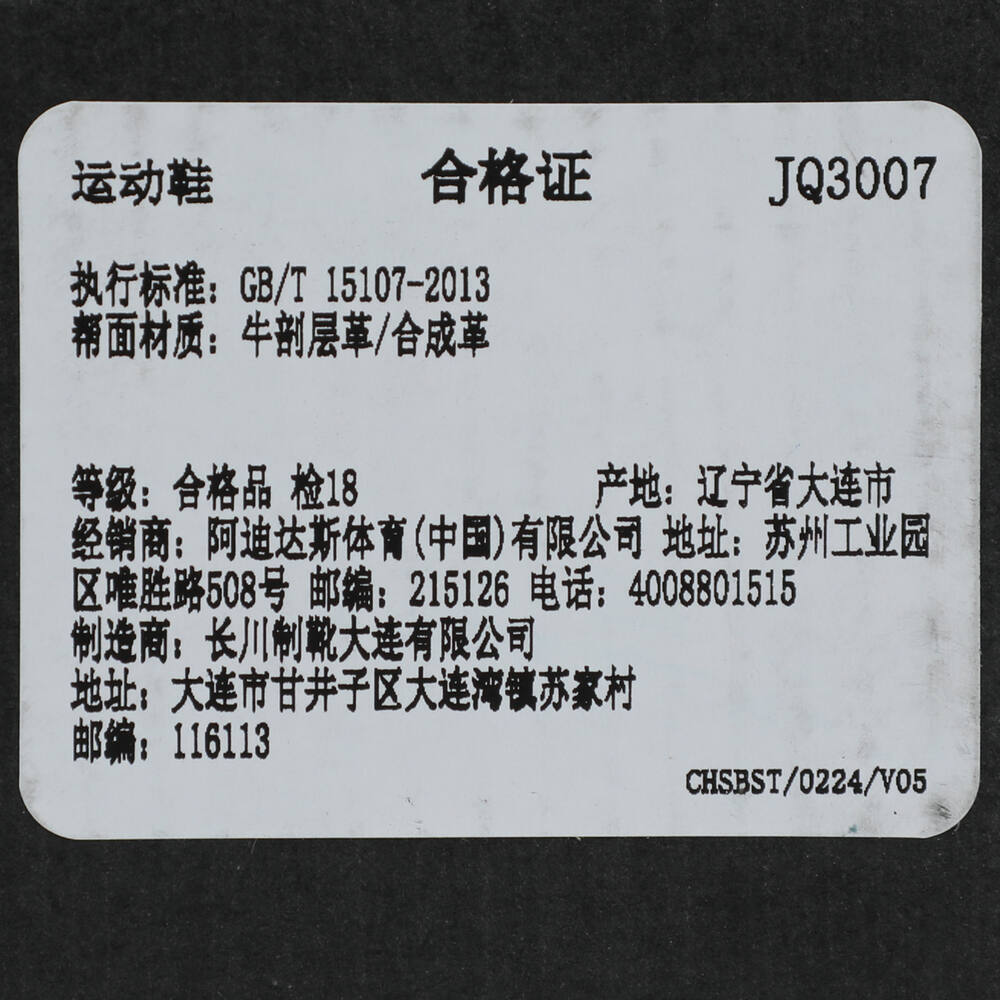 运动鞋 合格证 JQ3007
执行标准：GB/T 15107-2013
帮面材质：牛剖层革/合成革
等级：合格品 检18 产地：辽宁省大连市
经销商：阿迪达斯体育(中国)有限公司 地址：苏州工业园
区唯胜路508号 邮编：215126 电话：4008801515
制造商：长川制靴大连有限公司
地址：大连市甘井子区大连湾镇苏家村
邮编：116113
CHSBST/0224/V05